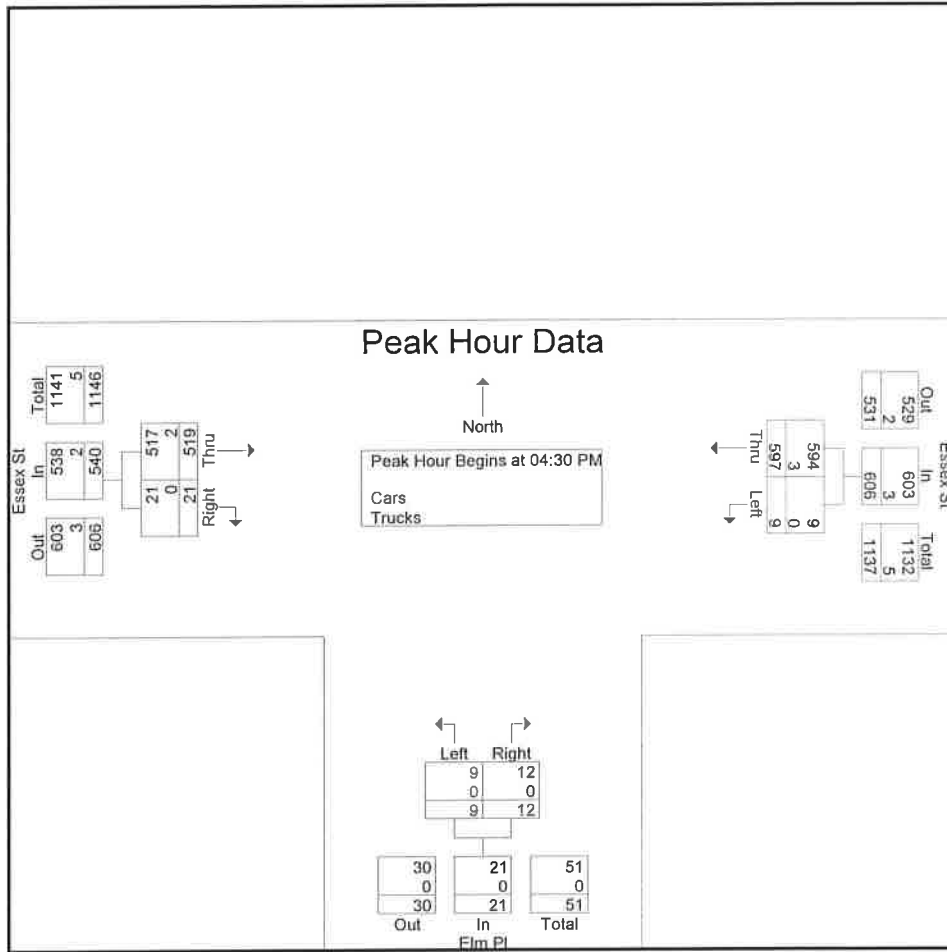 Peak Hour Data
North
Peak Hour Begins at 04:30 PM
Cars
Trucks
Essex St
Total
1141
5
1146
In
538
2
540
Out
603
3
606
Thru
517
2
519
Right
21
0
21
Essex St
Out
529
2
531
In
603
3
606
Total
1132
5
1137
Thru
594
3
597
Left
9
0
9
Left Right
9 12
0 0
9 12
30 21 51
0 0 0
30 21 51
Out In Total
Elm Pl